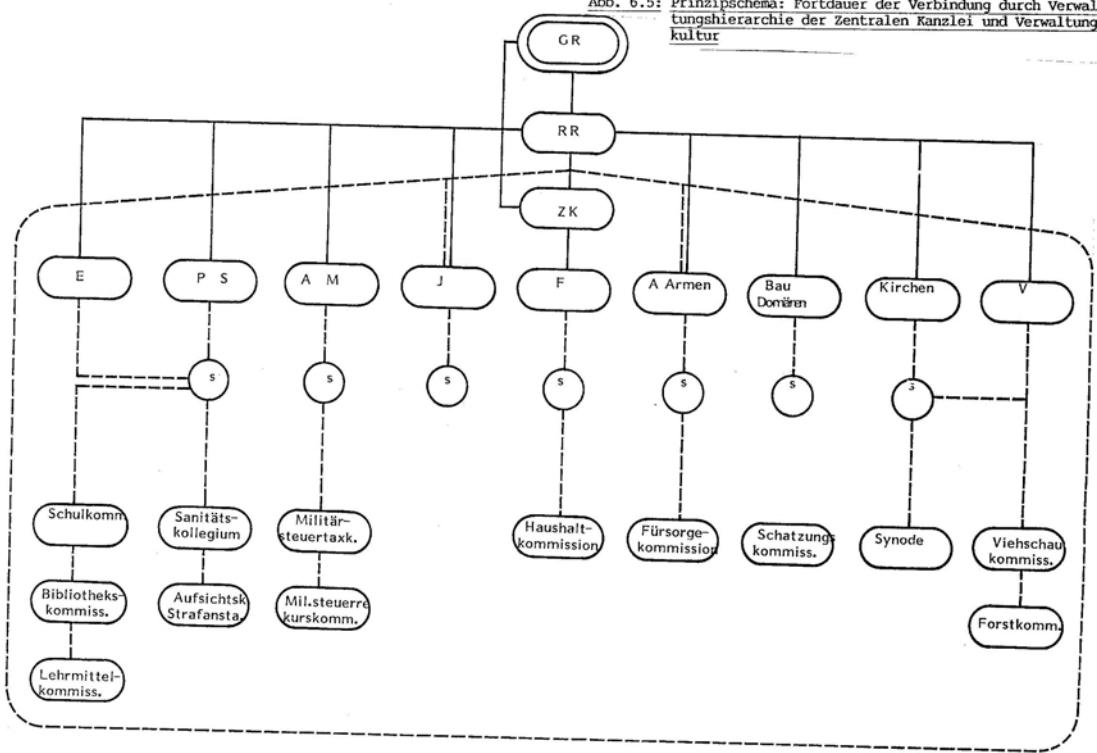 Abb. 6.5: Prinzipschema: Fortdauer der Verbindung durch Verwal
tungshierarchie der Zentralen Kanzlei und Verwaltung
kultur
GR
RR
ZK
E
P S
A M
J
F
A Armen
Bau
Domänen
Kirchen
V
s
s
s
s
s
s
s
Schulkomm.
Sanitäts-
kollegium
Militär-
steuertaxk.
Haushalt-
kommission
Fürsorge-
kommission
Schatzungs
kommiss.
Synode
Viehschau
kommiss.
Bibliotheks-
kommiss.
Aufsichtsk
Strafansta.
Mil.steuerre
kurskomm.
Forstkomm.
Lehrmittel-
kommiss.